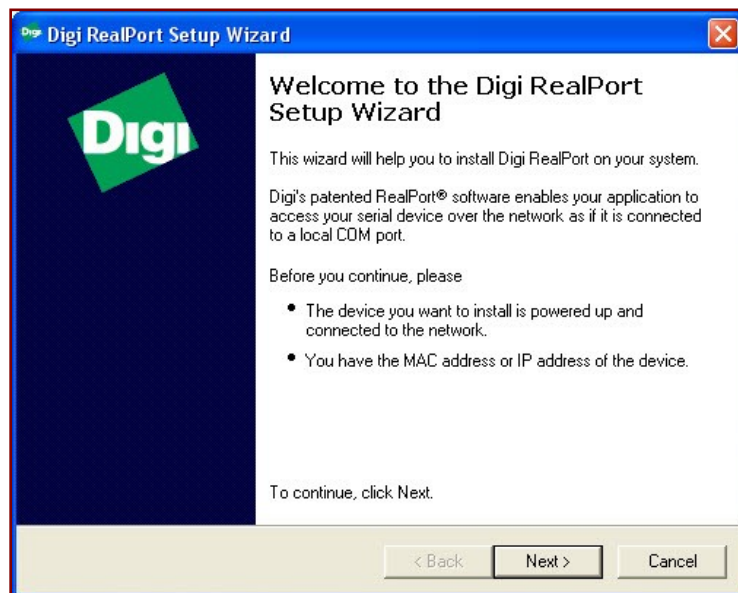 Digi RealPort Setup Wizard
Digi
Welcome to the Digi RealPort
Setup Wizard
This wizard will help you to install Digi RealPort on your system.
Digi's patented RealPort® software enables your application to
access your serial device over the network as if it is connected
to a local COM port.
Before you continue, please
• The device you want to install is powered up and
connected to the network.
• You have the MAC address or IP address of the device.
To continue, click Next.
< Back
Next >
Cancel